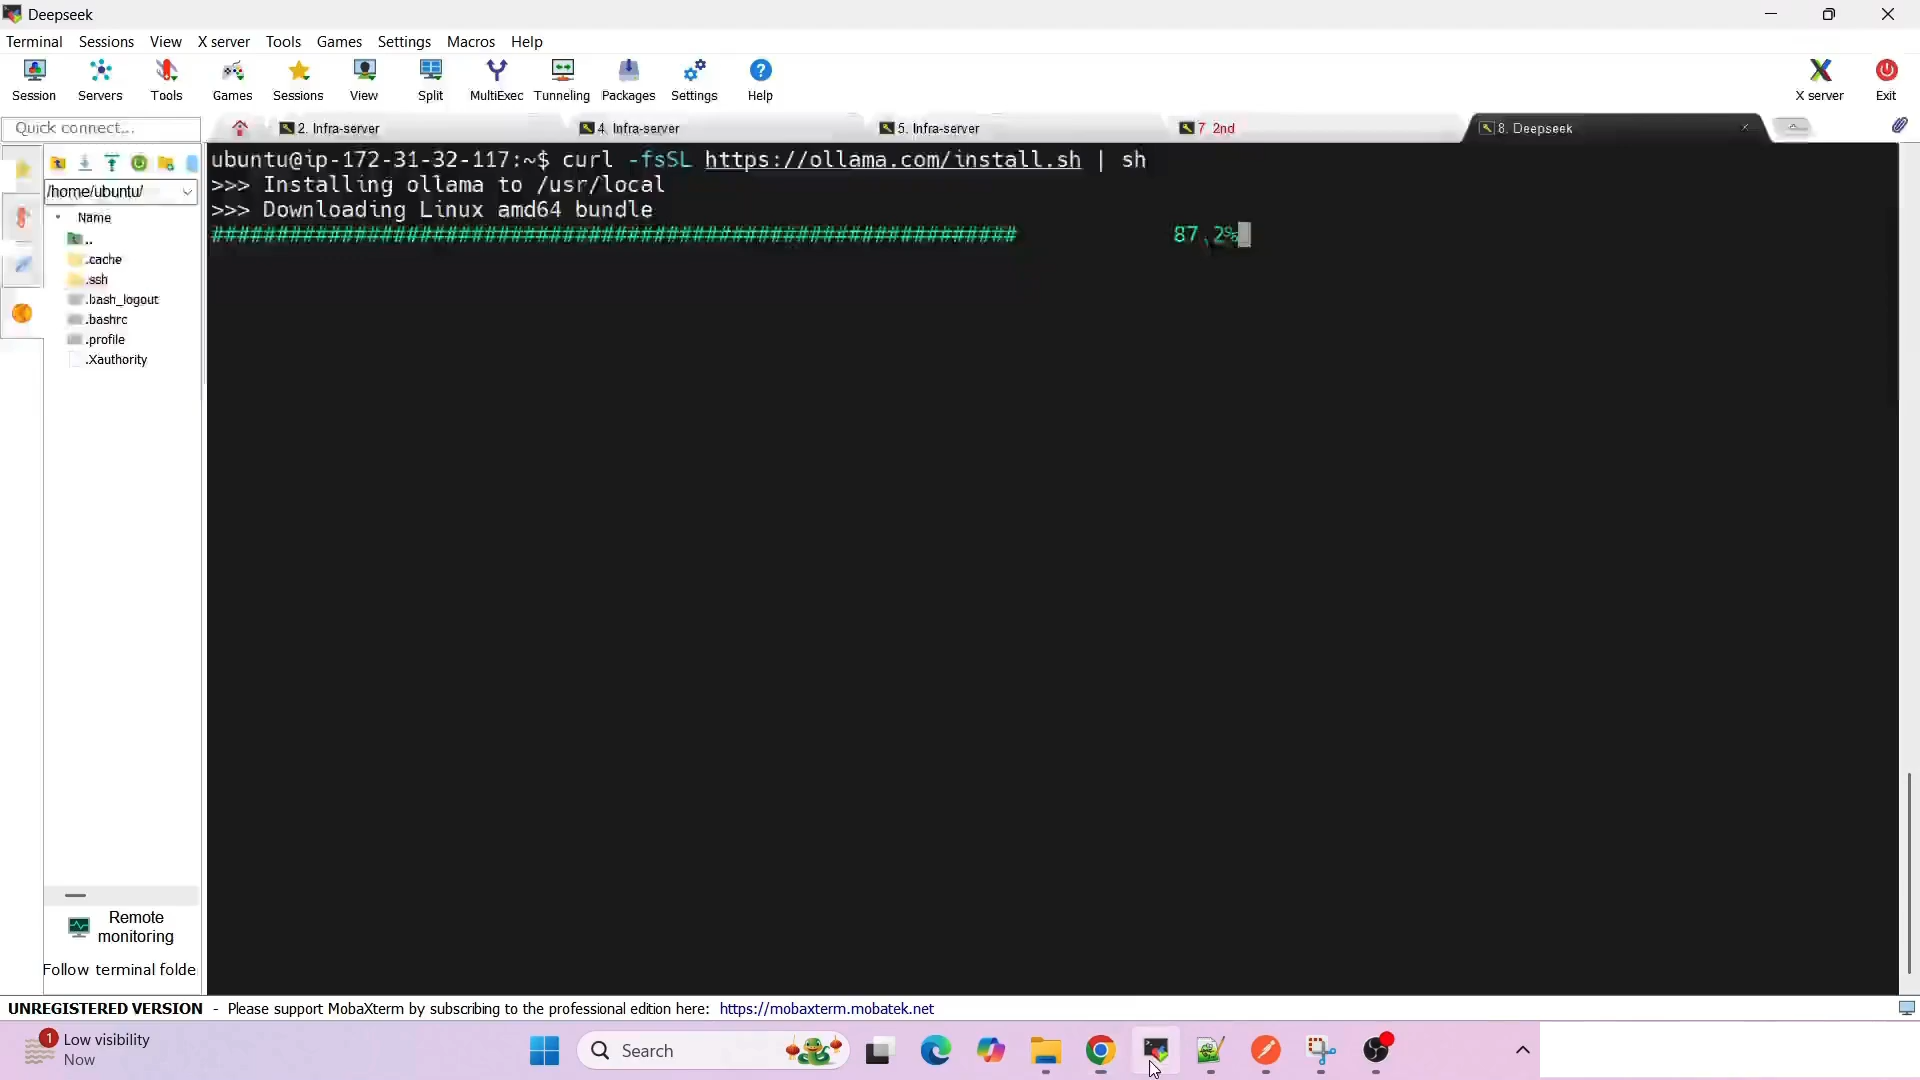 Deepseek
Terminal Sessions View X server Tools Games Settings Macros Help
Session Servers Tools Games Sessions View Split MultiExec Tunneling Packages Settings Help X server Exit
Quick connect...
2. Infra-server
4. Infra-server
5. Infra-server
7. 2nd
8. Deepseek
/home/ubuntu/
Name
..
.cache
.ssh
.bash_logout
.bashrc
.profile
.Xauthority
Remote
monitoring
Follow terminal folde
ubuntu@ip-172-31-32-117:~$ curl -fsSL https://ollama.com/install.sh | sh
>>> Installing ollama to /usr/local
>>> Downloading Linux amd64 bundle
############################################################## 87.2%
UNREGISTERED VERSION - Please support MobaXterm by subscribing to the professional edition here: https://mobaxterm.mobatek.net
1
Low visibility
Now
Search